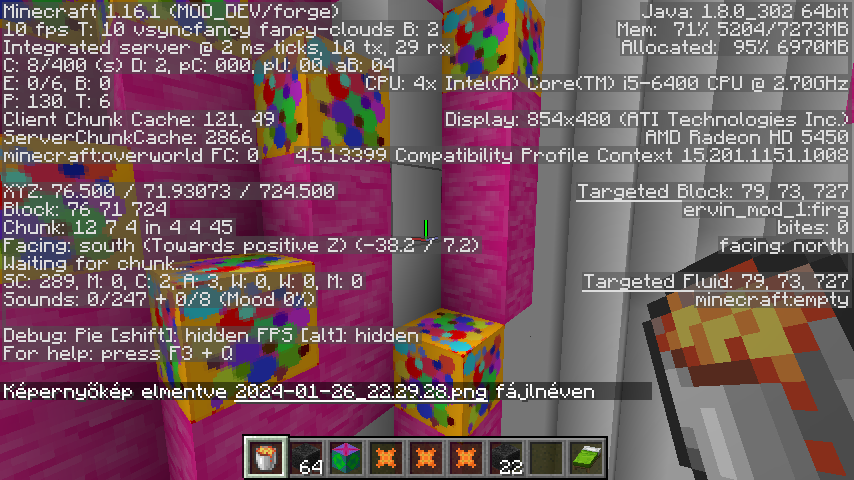 Minecraft 1.16.1 (MOD_DEV/forge)
10 fps T: 10 vsyncfancy fancy-clouds B: 2
Integrated server @ 2 ms ticks, 10 tx, 29 rx
C: 8/400 (s) D: 2, pC: 000, pU: 00, aB: 04
E: 0/6, B: 0
P: 130. T: 6
Client Chunk Cache: 121, 49
ServerChunkCache: 2866
minecraft:overworld FC: 0
XYZ: 76.500 / 71.93073 / 724.500
Block: 76 71 724
Chunk: 12 7 4 in 4 4 45
Facing: south (Towards positive Z) (-38.2 / 7.2)
Waiting for chunk...
SC: 289, M: 0, C: 2, A: 3, W: 0, W: 0, M: 0
Sounds: 0/247 + 0/8 (Mood 0%)
Debug: Pie [shift]: hidden FPS [alt]: hidden
For help: press F3 + Q
Java: 1.8.0_302 64bit
Mem: 71% 5204/7273MB
Allocated: 95% 6970MB
CPU: 4x Intel(R) Core(TM) i5-6400 CPU @ 2.70GHz
Display: 854x480 (ATI Technologies Inc.)
AMD Radeon HD 5450
4.5.13399 Compatibility Profile Context 15.201.1151.1008
Targeted Block: 79, 73, 727
ervin_mod_1:firg
bites: 0
facing: north
Targeted Fluid: 79, 73, 727
minecraft:empty
Képernyőkép elmentve 2024-01-26_22.29.28.png fájlnéven
64
22